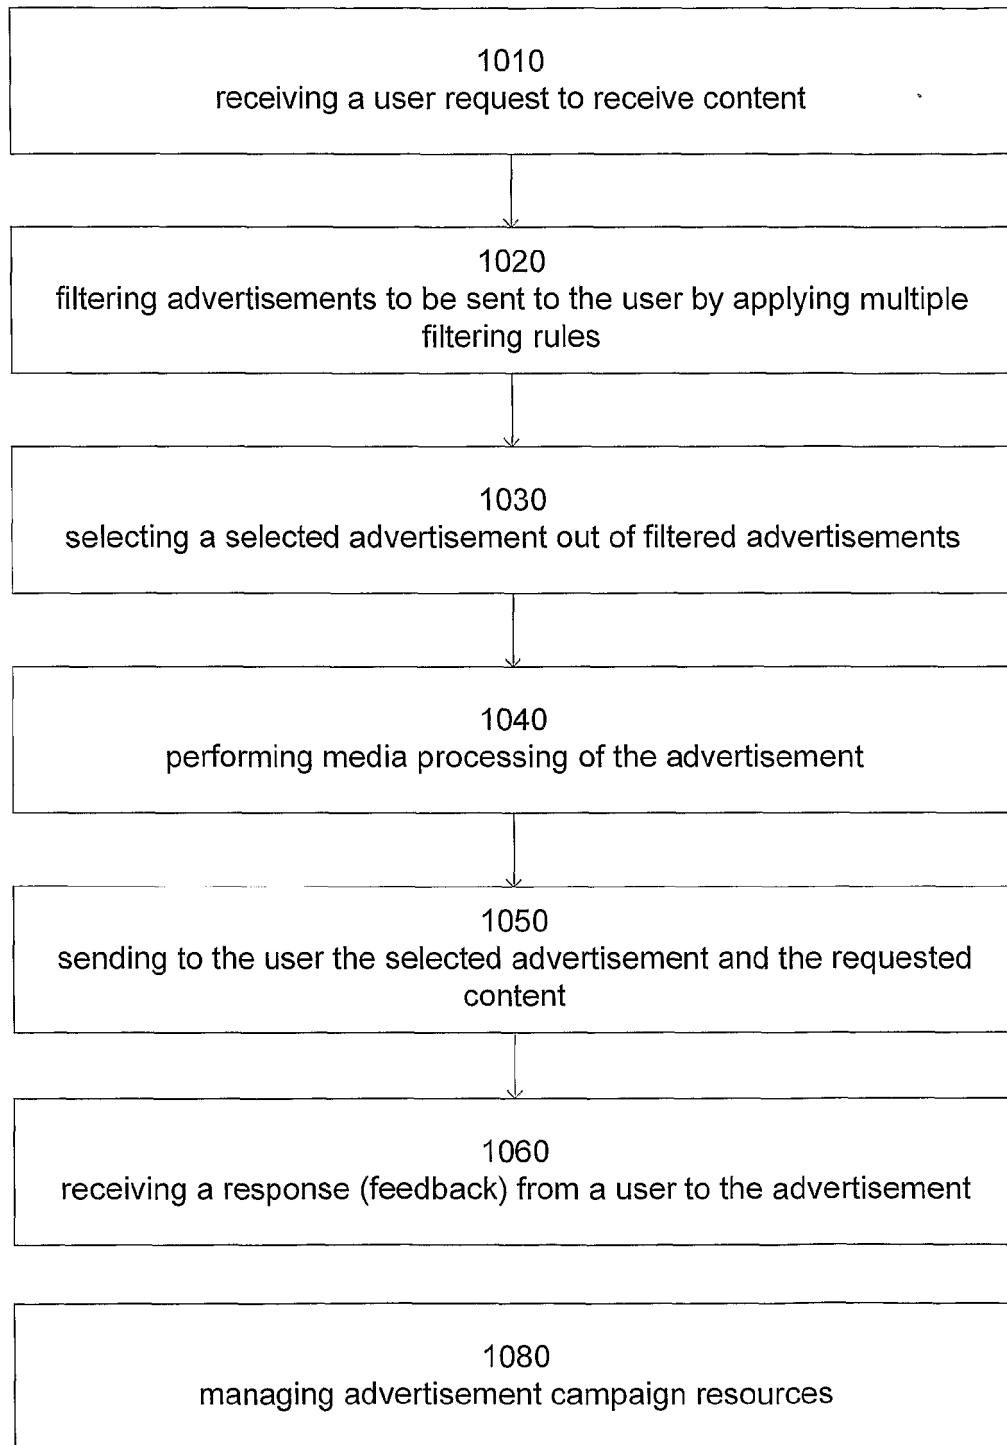 1010
receiving a user request to receive content
1020
filtering advertisements to be sent to the user by applying multiple
filtering rules
1030
selecting a selected advertisement out of filtered advertisements
1040
performing media processing of the advertisement
1050
sending to the user the selected advertisement and the requested
content
1060
receiving a response (feedback) from a user to the advertisement
1080
managing advertisement campaign resources